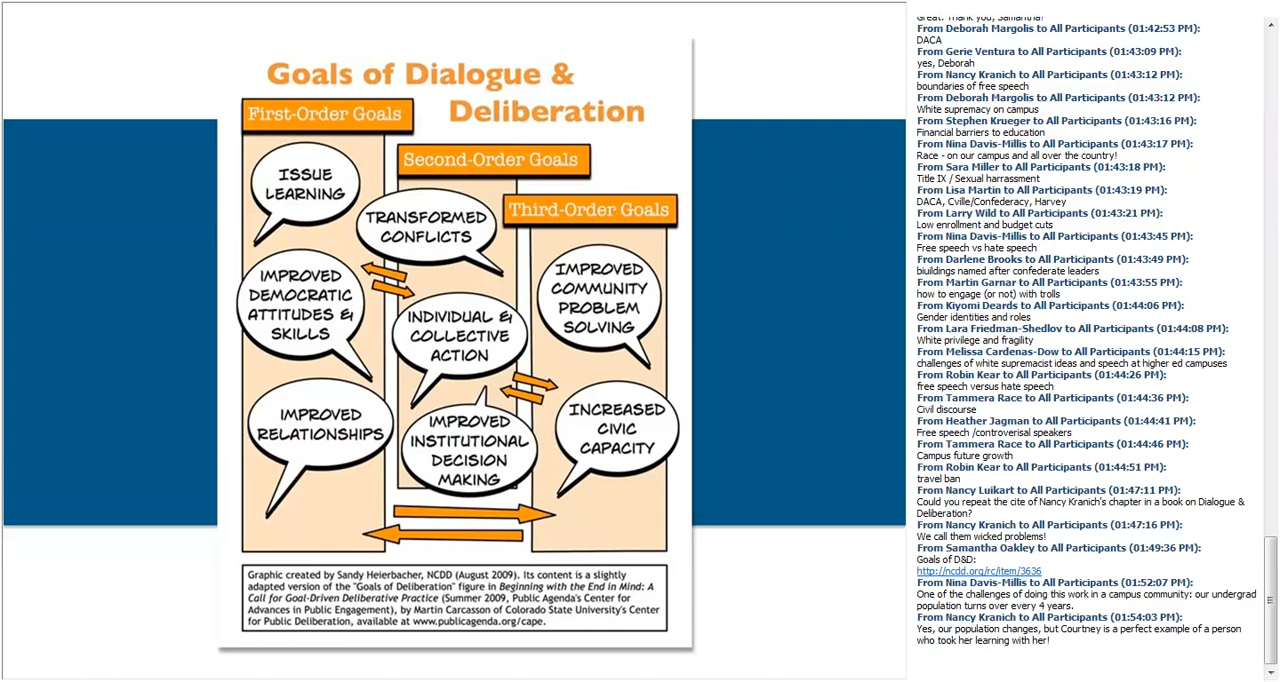 Goals of Dialogue &
Deliberation
First-Order Goals
Second-Order Goals
Third-Order Goals
ISSUE
LEARNING
IMPROVED
DEMOCRATIC
ATTITUDES &
SKILLS
IMPROVED
RELATIONSHIPS
TRANSFORMED
CONFLICTS
INDIVIDUAL &
COLLECTIVE
ACTION
IMPROVED
INSTITUTIONAL
DECISION
MAKING
IMPROVED
COMMUNITY
PROBLEM
SOLVING
INCREASED
CIVIC
CAPACITY
Graphic created by Sandy Heierbacher, NCDD (August 2009). Its content is a slightly
adapted version of the "Goals of Deliberation" figure in Beginning with the End in Mind: A
Call for Goal-Driven Deliberative Practice (Summer 2009, Public Agenda's Center for
Advances in Public Engagement), by Martin Carcasson of Colorado State University's Center
for Public Deliberation, available at www.publicagenda.org/cape.
Great. Thank you, Samantha!
From Deborah Margolis to All Participants (01:42:53 PM):
DACA
From Gerie Ventura to All Participants (01:43:09 PM):
yes, Deborah
From Nancy Kranich to All Participants (01:43:12 PM):
boundaries of free speech
From Deborah Margolis to All Participants (01:43:12 PM):
White supremacy on campus
From Stephen Krueger to All Participants (01:43:16 PM):
Financial barriers to education
From Nina Davis-Millis to All Participants (01:43:17 PM):
Race - on our campus and all over the country!
From Sara Miller to All Participants (01:43:18 PM):
Title IX / Sexual harrassment
From Lisa Martin to All Participants (01:43:19 PM):
DACA, Cville/Confederacy, Harvey
From Larry Wild to All Participants (01:43:21 PM):
Low enrollment and budget cuts
From Nina Davis-Millis to All Participants (01:43:45 PM):
Free speech vs hate speech
From Darlene Brooks to All Participants (01:43:49 PM):
biuildings named after confederate leaders
From Martin Garnar to All Participants (01:43:55 PM):
how to engage (or not) with trolls
From Kiyomi Deards to All Participants (01:44:06 PM):
Gender identities and roles
From Lara Friedman-Shedlov to All Participants (01:44:08 PM):
White privilege and fragility
From Melissa Cardenas-Dow to All Participants (01:44:15 PM):
challenges of white supremacist ideas and speech at higher ed campuses
From Robin Kear to All Participants (01:44:26 PM):
free speech versus hate speech
From Tammera Race to All Participants (01:44:36 PM):
Civil discourse
From Heather Jagman to All Participants (01:44:41 PM):
Free speech /controverisal speakers
From Tammera Race to All Participants (01:44:46 PM):
Campus future growth
From Robin Kear to All Participants (01:44:51 PM):
travel ban
From Nancy Luikart to All Participants (01:47:11 PM):
Could you repeat the cite of Nancy Kranich's chapter in a book on Dialogue &
Deliberation?
From Nancy Kranich to All Participants (01:47:16 PM):
We call them wicked problems!
From Samantha Oakley to All Participants (01:49:36 PM):
Goals of D&D:
http://ncdd.org/rc/item/3636
From Nina Davis-Millis to All Participants (01:52:07 PM):
One of the challenges of doing this work in a campus community: our undergrad
population turns over every 4 years.
From Nancy Kranich to All Participants (01:54:03 PM):
Yes, our population changes, but Courtney is a perfect example of a person
who took her learning with her!